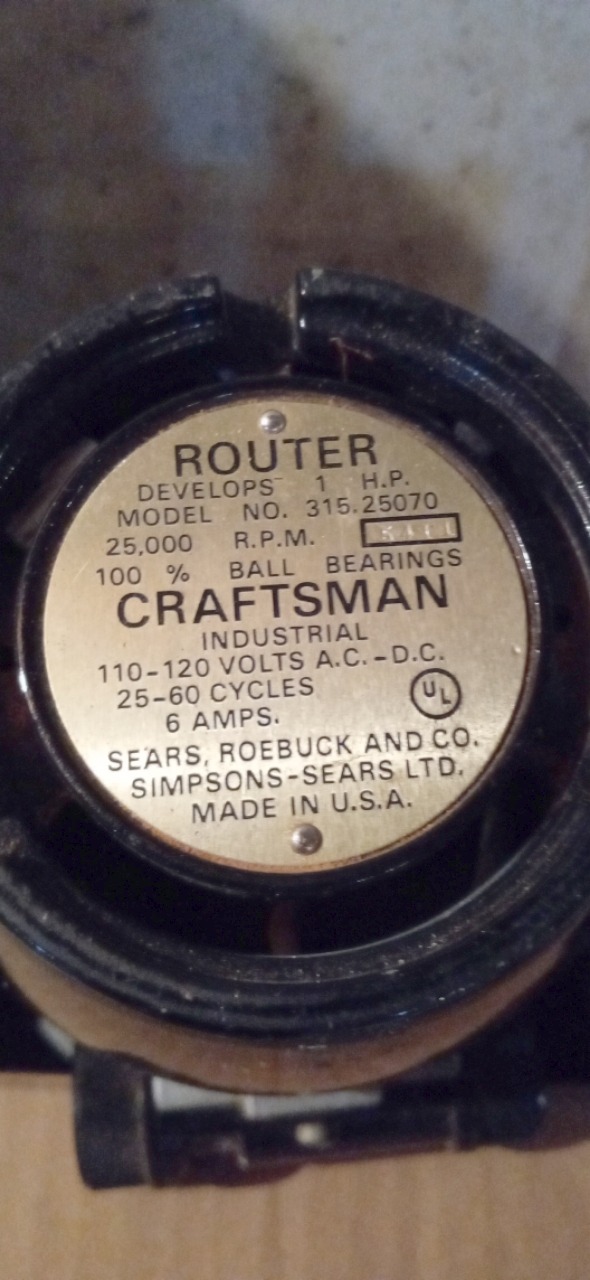 ROUTER
DEVELOPS 1 H.P.
MODEL NO. 315.25070
25,000 R.P.M.
100 % BALL BEARINGS
CRAFTSMAN
INDUSTRIAL
110-120 VOLTS A.C.-D.C.
25-60 CYCLES
UL
6 AMPS.
SEARS, ROEBUCK AND CO.
SIMPSONS-SEARS LTD.
MADE IN U.S.A.